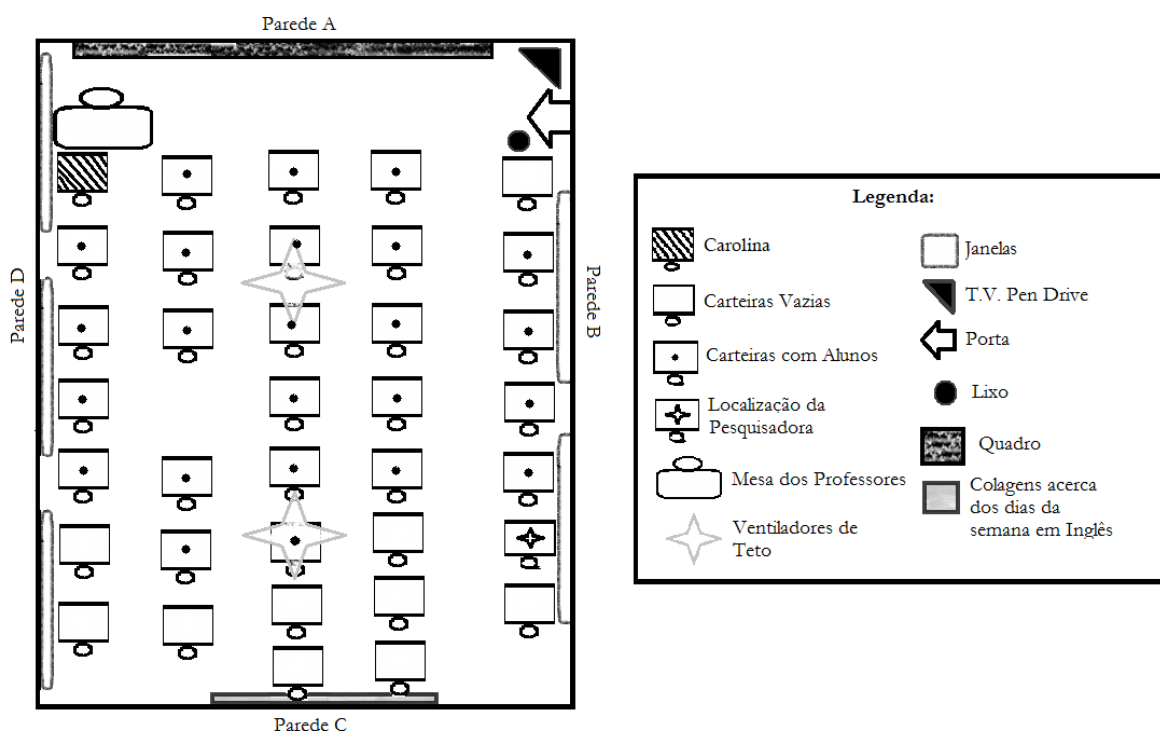 Parede A
Parede D
Parede B
Parede C
Legenda:
Carolina
Carteiras Vazias
Carteiras com Alunos
Localização da
Pesquisadora
Mesa dos Professores
Ventiladores de
Teto
Janelas
T.V. Pen Drive
Porta
Lixo
Quadro
Colagens acerca
dos dias da
semana em Inglês